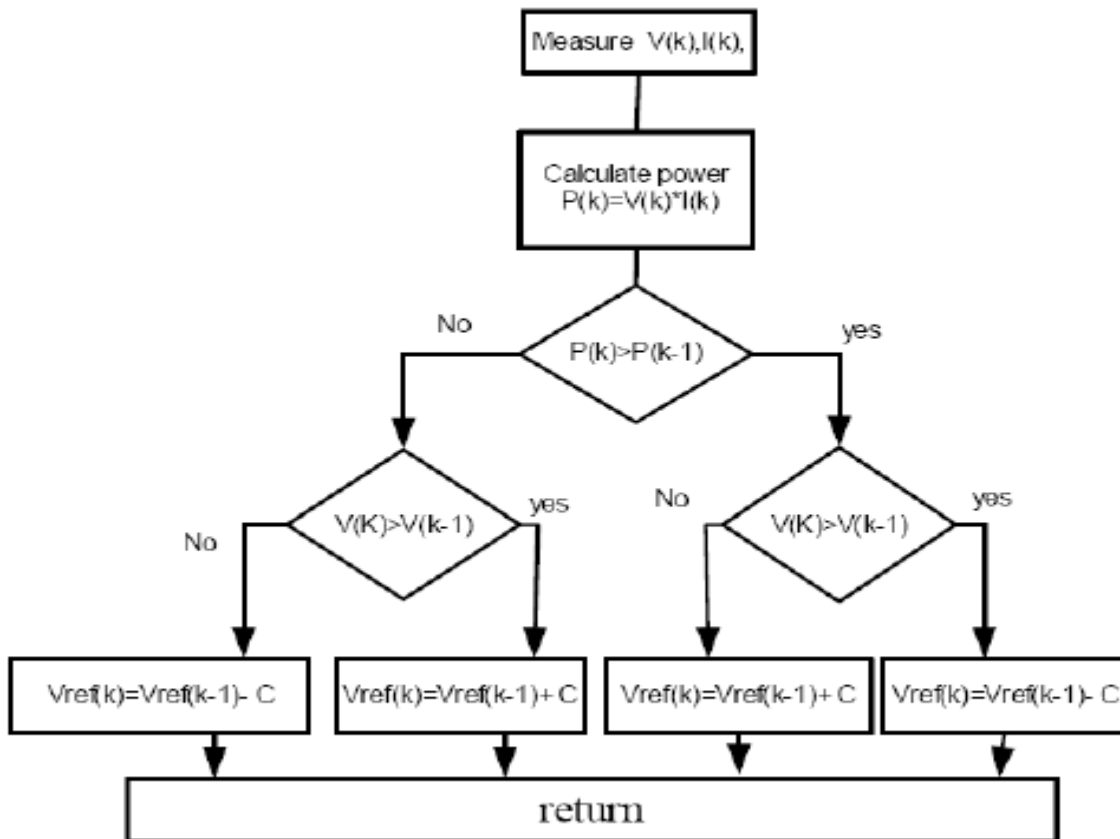 Measure V(k),I(k),
Calculate power
P(k)=V(k)*I(k)
No
yes
P(k)>P(k-1)
No
yes
V(K)>V(k-1)
No
yes
V(K)>V(k-1)
Vref(k)=Vref(k-1)- C
Vref(k)=Vref(k-1)+ C
Vref(k)=Vref(k-1)+ C
Vref(k)=Vref(k-1)- C
return